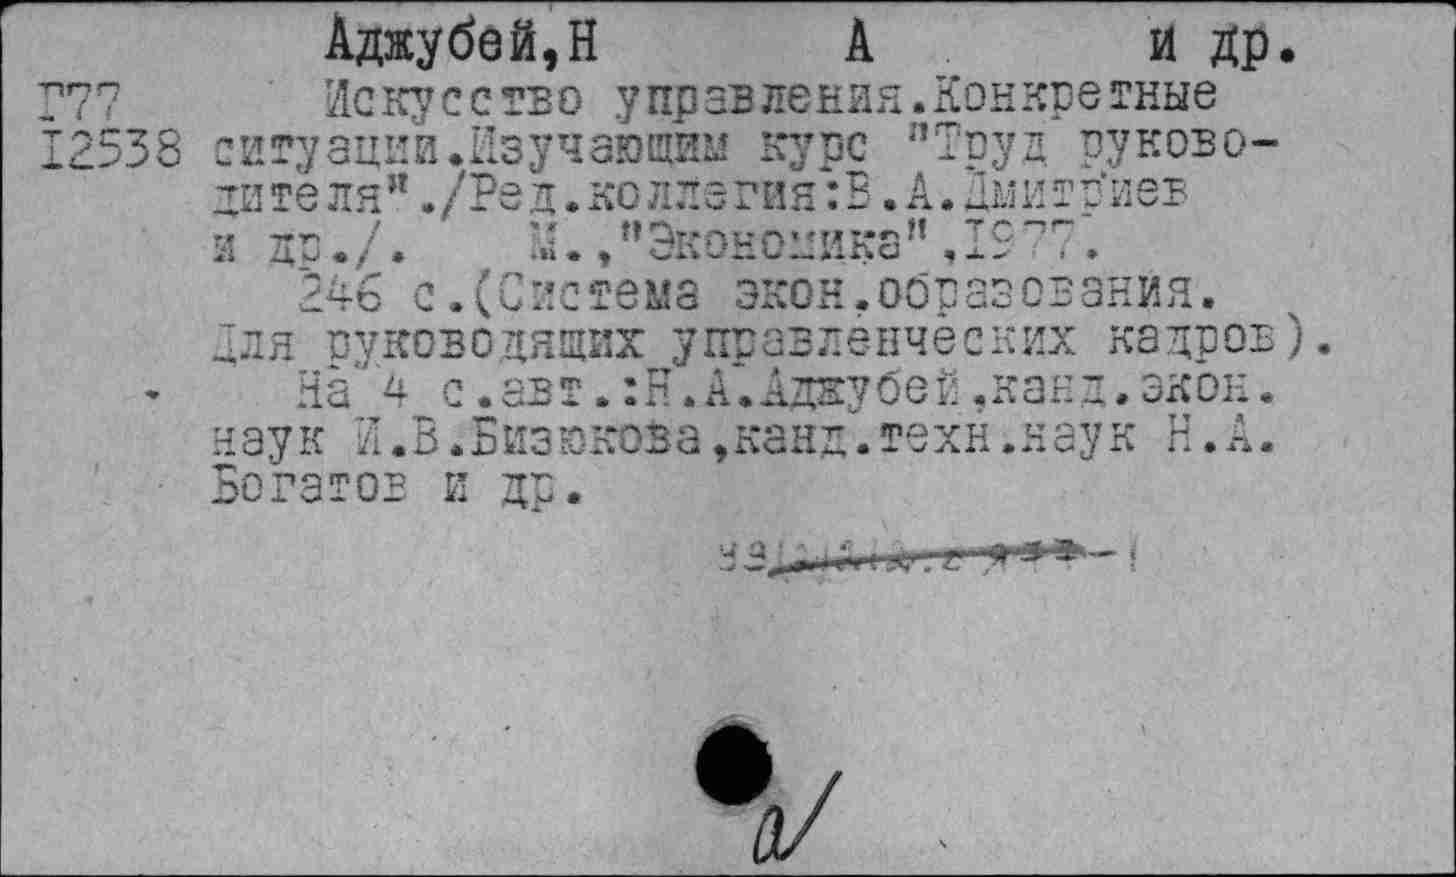 Аджубей,Н А и др.
Г77 Искусство управления.Конкретные
12538 ситуации.Изучающим курс "Труд руково-
дителя"./Ред.коллегия:В.А.Дмитриев
и др./. М.,"Экономика",1977.
246 с.(Система экон.образования.
Для руководящих управленческих кадров).
На 4 с.авт.:Н.А.Аджубей,канд.экон.
наук И.В.Бизюкова,канд.техн.наук Н.А.
Богатов и др.